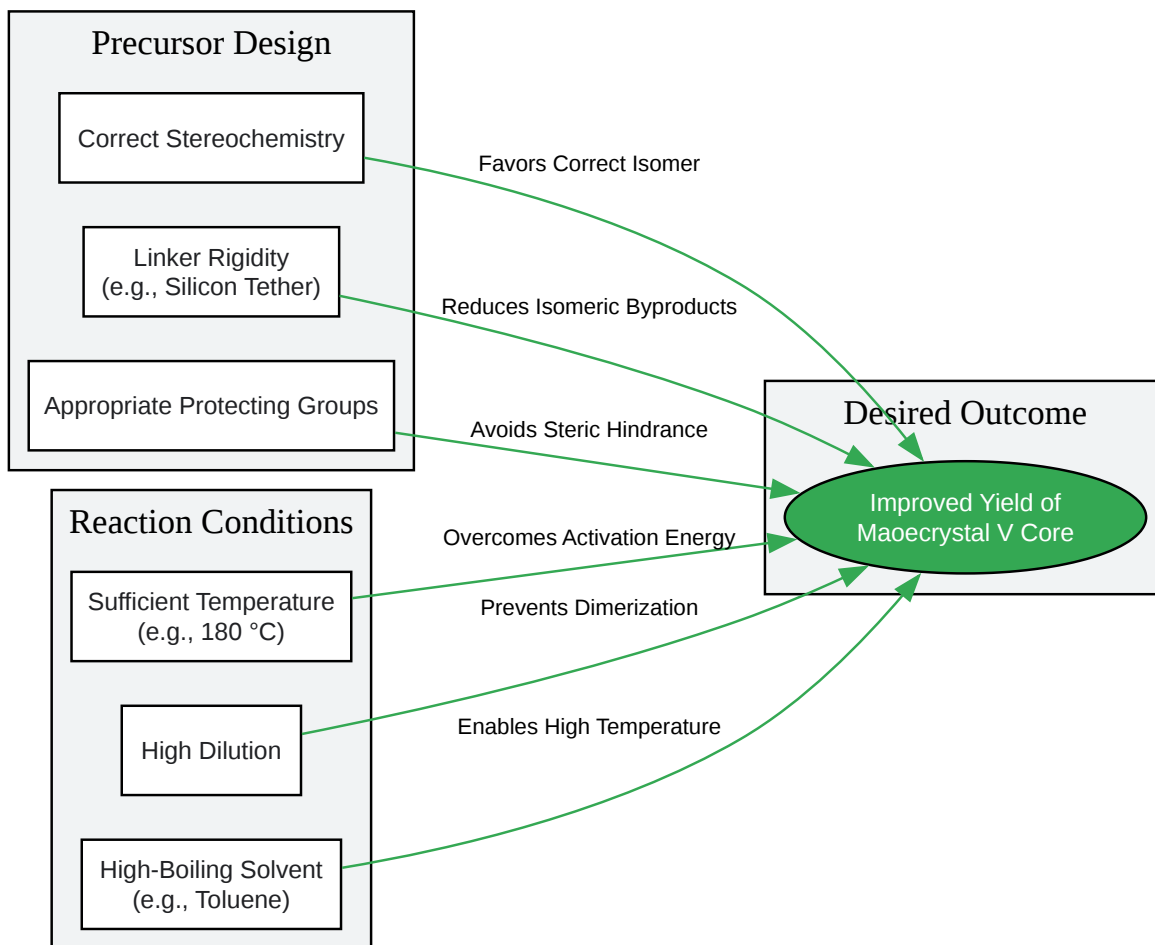 Precursor Design
Correct Stereochemistry
Linker Rigidity
(e.g., Silicon Tether)
Appropriate Protecting Groups
Reaction Conditions
Sufficient Temperature
(e.g., 180 °C)
High Dilution
High-Boiling Solvent
(e.g., Toluene)
Favors Correct Isomer
Reduces Isomeric Byproducts
Avoids Steric Hindrance
Overcomes Activation Energy
Prevents Dimerization
Enables High Temperature
Desired Outcome
Improved Yield of
Maoecrystal V Core